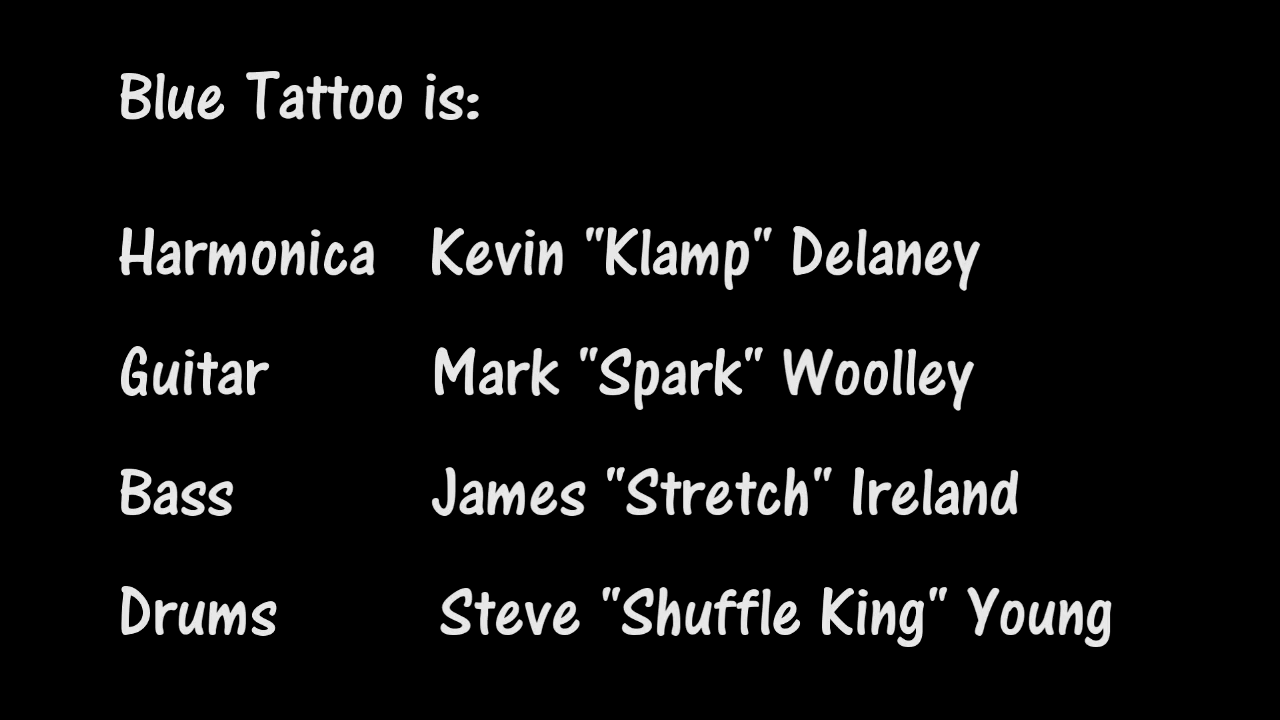 Blue Tattoo is:
Harmonica Kevin "Klamp" Delaney
Guitar Mark "Spark" Woolley
Bass James "Stretch" Ireland
Drums Steve "Shuffle King" Young